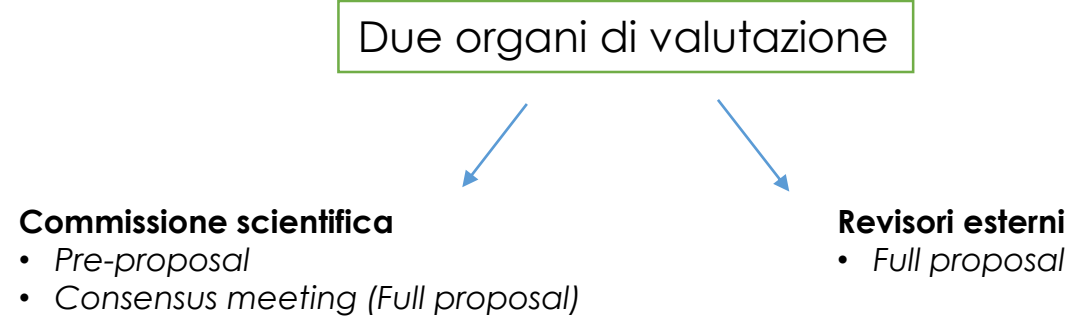 Due organi di valutazione
Commissione scientifica
• Pre-proposal
• Consensus meeting (Full proposal)
Revisori esterni
• Full proposal